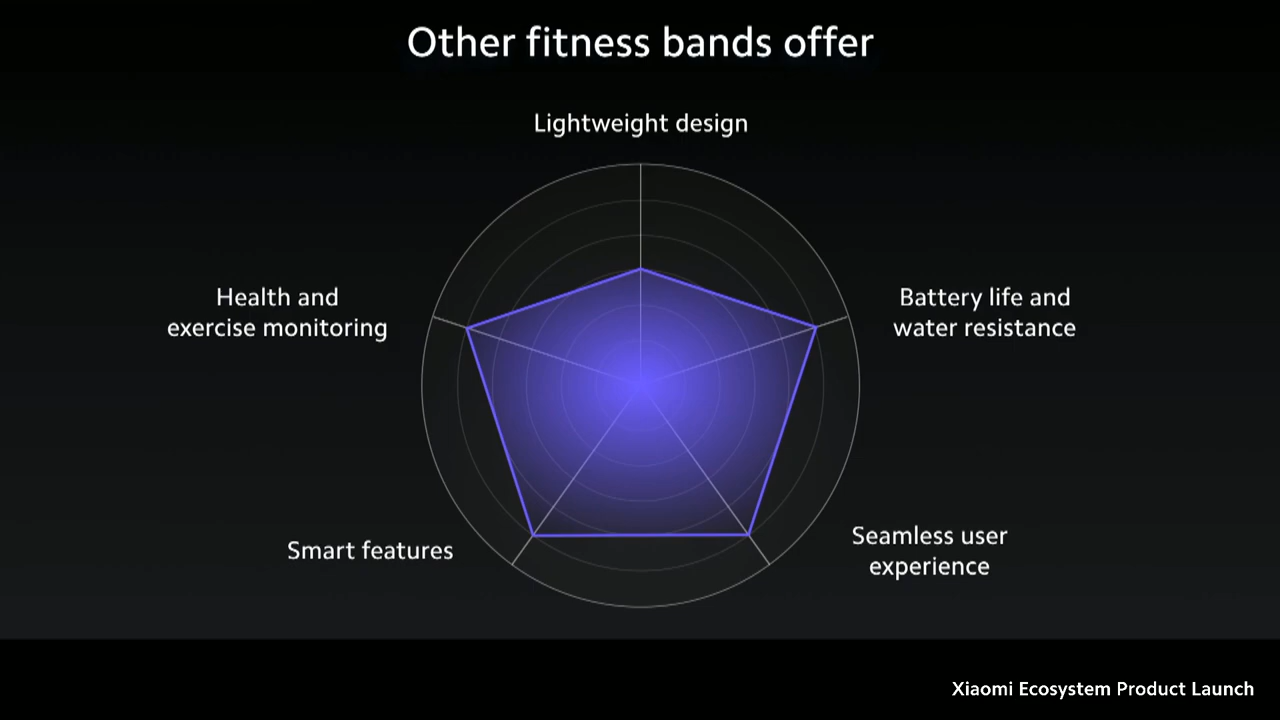 Other fitness bands offer
Lightweight design
Health and
exercise monitoring
Battery life and
water resistance
Smart features
Seamless user
experience
Xiaomi Ecosystem Product Launch